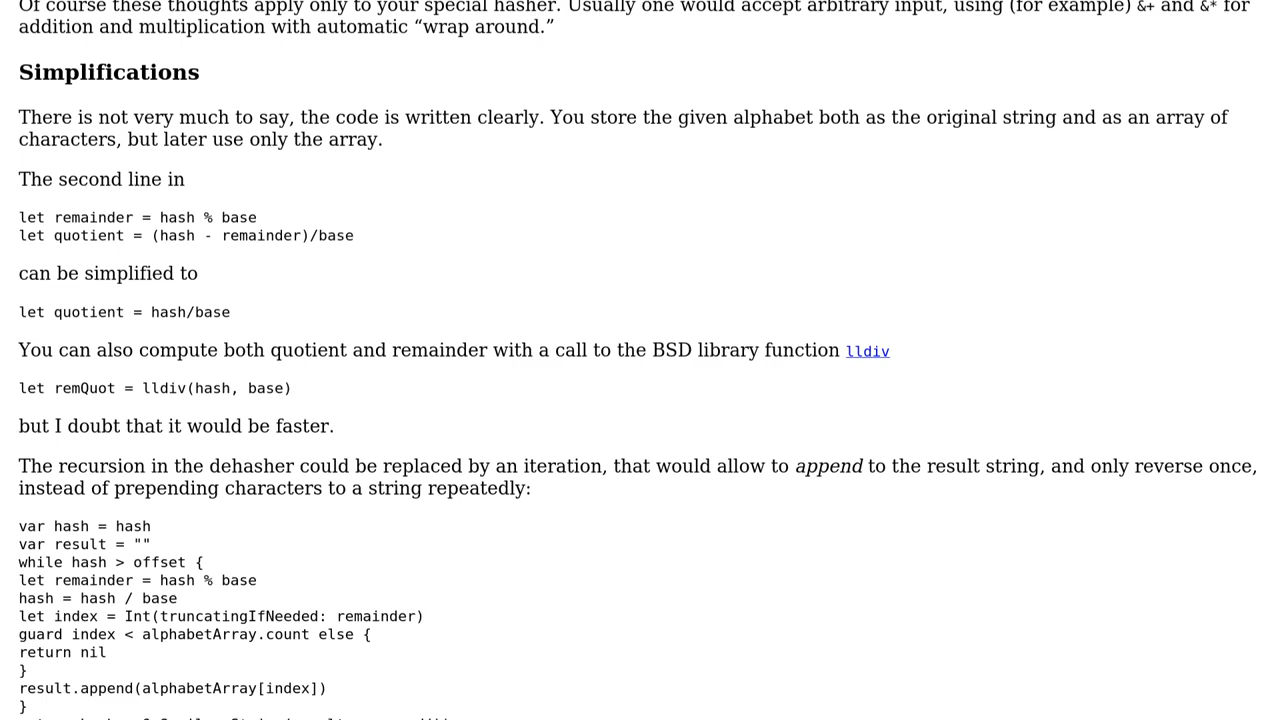 Of course these thoughts apply only to your special hasher. Usually one would accept arbitrary input, using (for example) &+ and &* for
addition and multiplication with automatic “wrap around.”
Simplifications
There is not very much to say, the code is written clearly. You store the given alphabet both as the original string and as an array of
characters, but later use only the array.
The second line in
let remainder = hash % base
let quotient = (hash - remainder)/base
can be simplified to
let quotient = hash/base
You can also compute both quotient and remainder with a call to the BSD library function lldiv
let remQuot = lldiv(hash, base)
but I doubt that it would be faster.
The recursion in the dehasher could be replaced by an iteration, that would allow to append to the result string, and only reverse once,
instead of prepending characters to a string repeatedly:
var hash = hash
var result = ""
while hash > offset {
let remainder = hash % base
hash = hash / base
let index = Int(truncatingIfNeeded: remainder)
guard index < alphabetArray.count else {
return nil
}
result.append(alphabetArray[index])
}